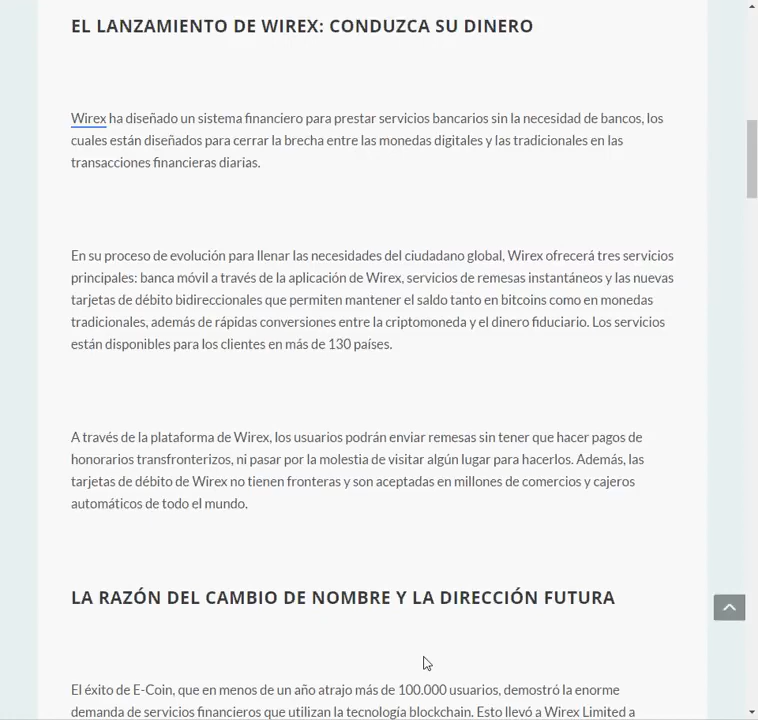 EL LANZAMIENTO DE WIREX: CONDUZCA SU DINERO
Wirex ha diseñado un sistema financiero para prestar servicios bancarios sin la necesidad de bancos, los
cuales están diseñados para cerrar la brecha entre las monedas digitales y las tradicionales en las
transacciones financieras diarias.
En su proceso de evolución para llenar las necesidades del ciudadano global, Wirex ofrecerá tres servicios
principales: banca móvil a través de la aplicación de Wirex, servicios de remesas instantáneos y las nuevas
tarjetas de débito bidireccionales que permiten mantener el saldo tanto en bitcoins como en monedas
tradicionales, además de rápidas conversiones entre la criptomoneda y el dinero fiduciario. Los servicios
están disponibles para los clientes en más de 130 países.
A través de la plataforma de Wirex, los usuarios podrán enviar remesas sin tener que hacer pagos de
honorarios transfronterizos, ni pasar por la molestia de visitar algún lugar para hacerlos. Además, las
tarjetas de débito de Wirex no tienen fronteras y son aceptadas en millones de comercios y cajeros
automáticos de todo el mundo.
LA RAZÓN DEL CAMBIO DE NOMBRE Y LA DIRECCIÓN FUTURA
El éxito de E-Coin, que en menos de un año atrajo más de 100.000 usuarios, demostró la enorme
demanda de servicios financieros que utilizan la tecnología blockchain. Esto llevó a Wirex Limited a